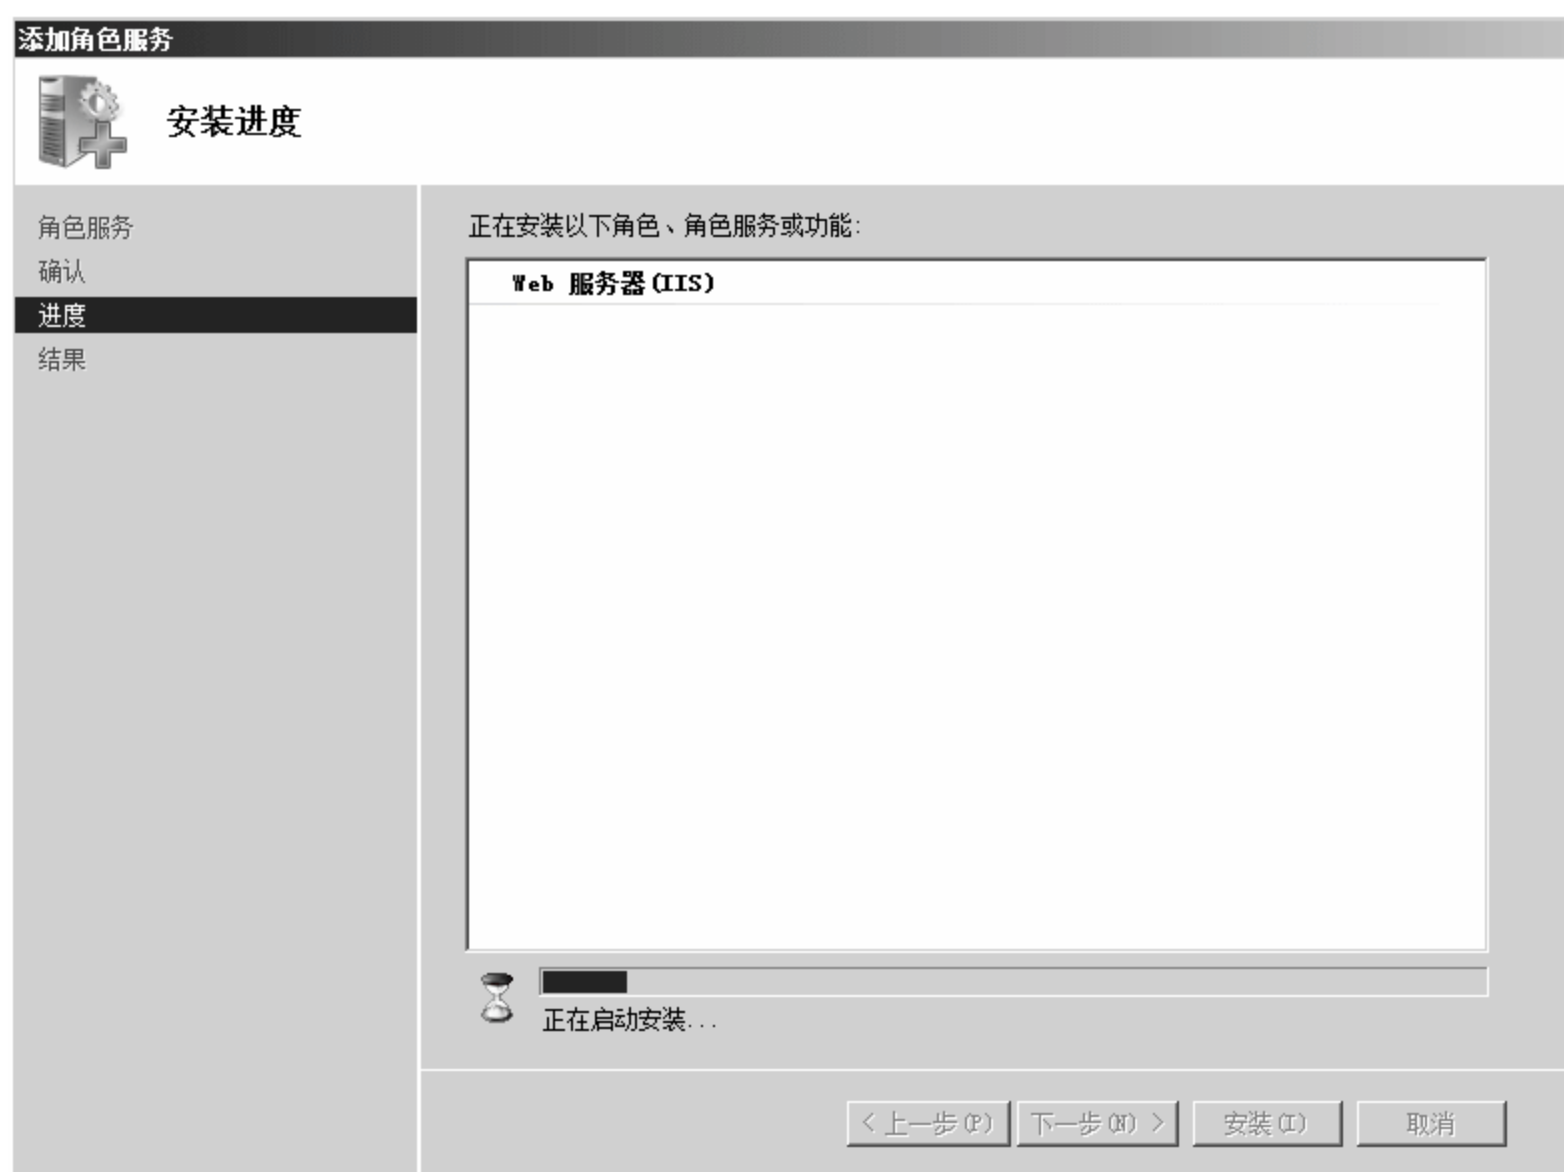 添加角色服务
安装进度
角色服务
确认
进度
结果
正在安装以下角色、角色服务或功能:
Web 服务器(IIS)
正在启动安装...
< 上一步(P)
下一步(N) >
安装(I)
取消